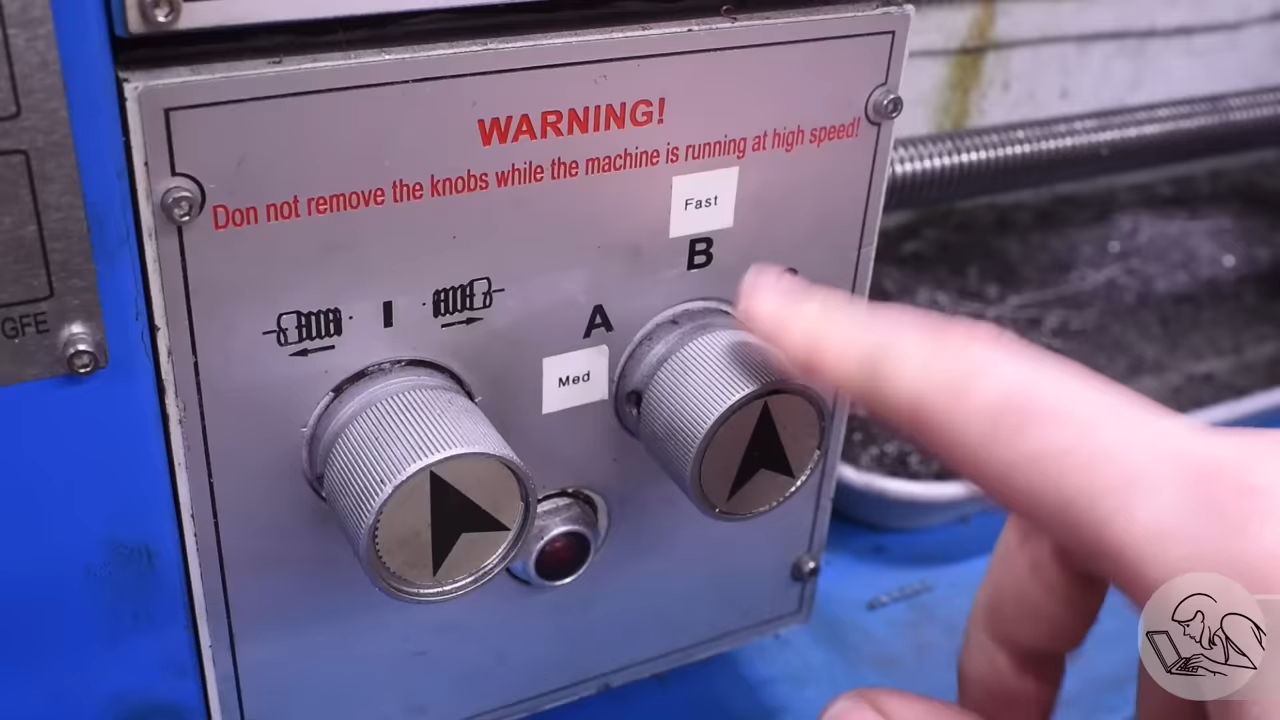 WARNING!
Don not remove the knobs while the machine is running at high speed!
Fast
B
A
Med
GFE